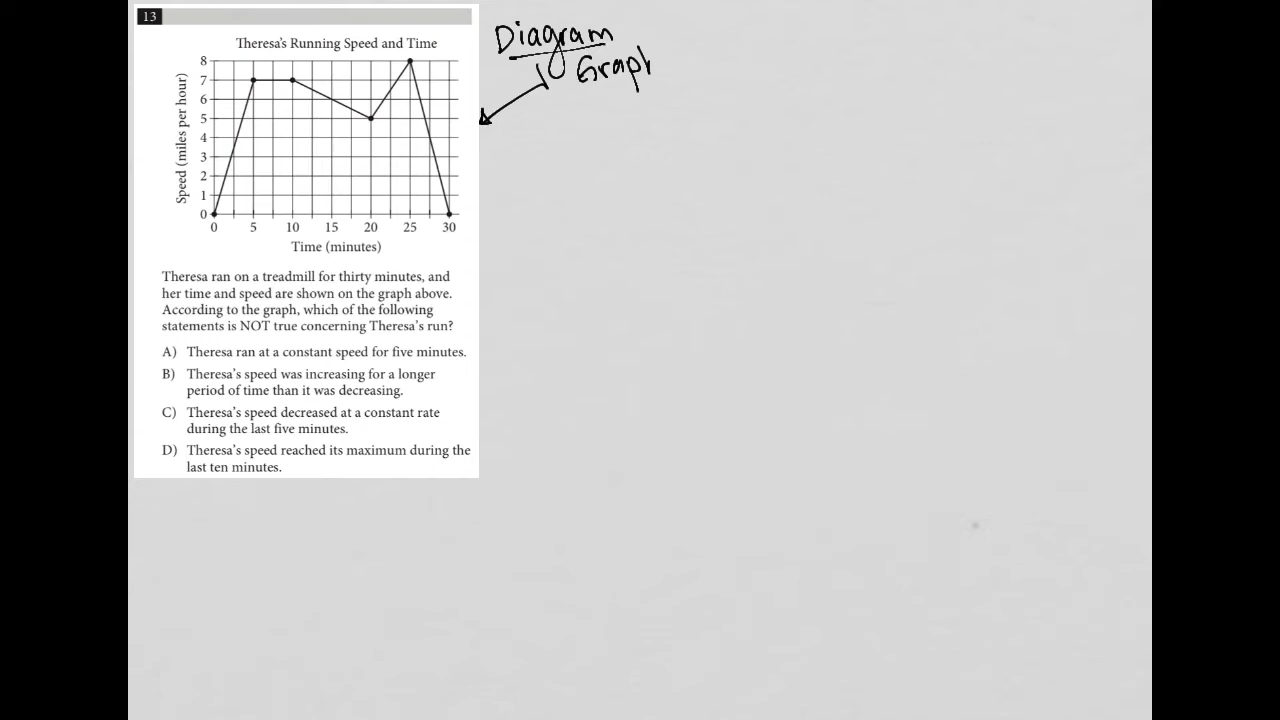 13
Theresa's Running Speed and Time
8
7
6
5
4
3
2
1
0
Speed (miles per hour)
0 5 10 15 20 25 30
Time (minutes)
Theresa ran on a treadmill for thirty minutes, and
her time and speed are shown on the graph above.
According to the graph, which of the following
statements is NOT true concerning Theresa's run?
A) Theresa ran at a constant speed for five minutes.
B) Theresa's speed was increasing for a longer
period of time than it was decreasing.
C) Theresa's speed decreased at a constant rate
during the last five minutes.
D) Theresa's speed reached its maximum during the
last ten minutes.
Diagram
Graph